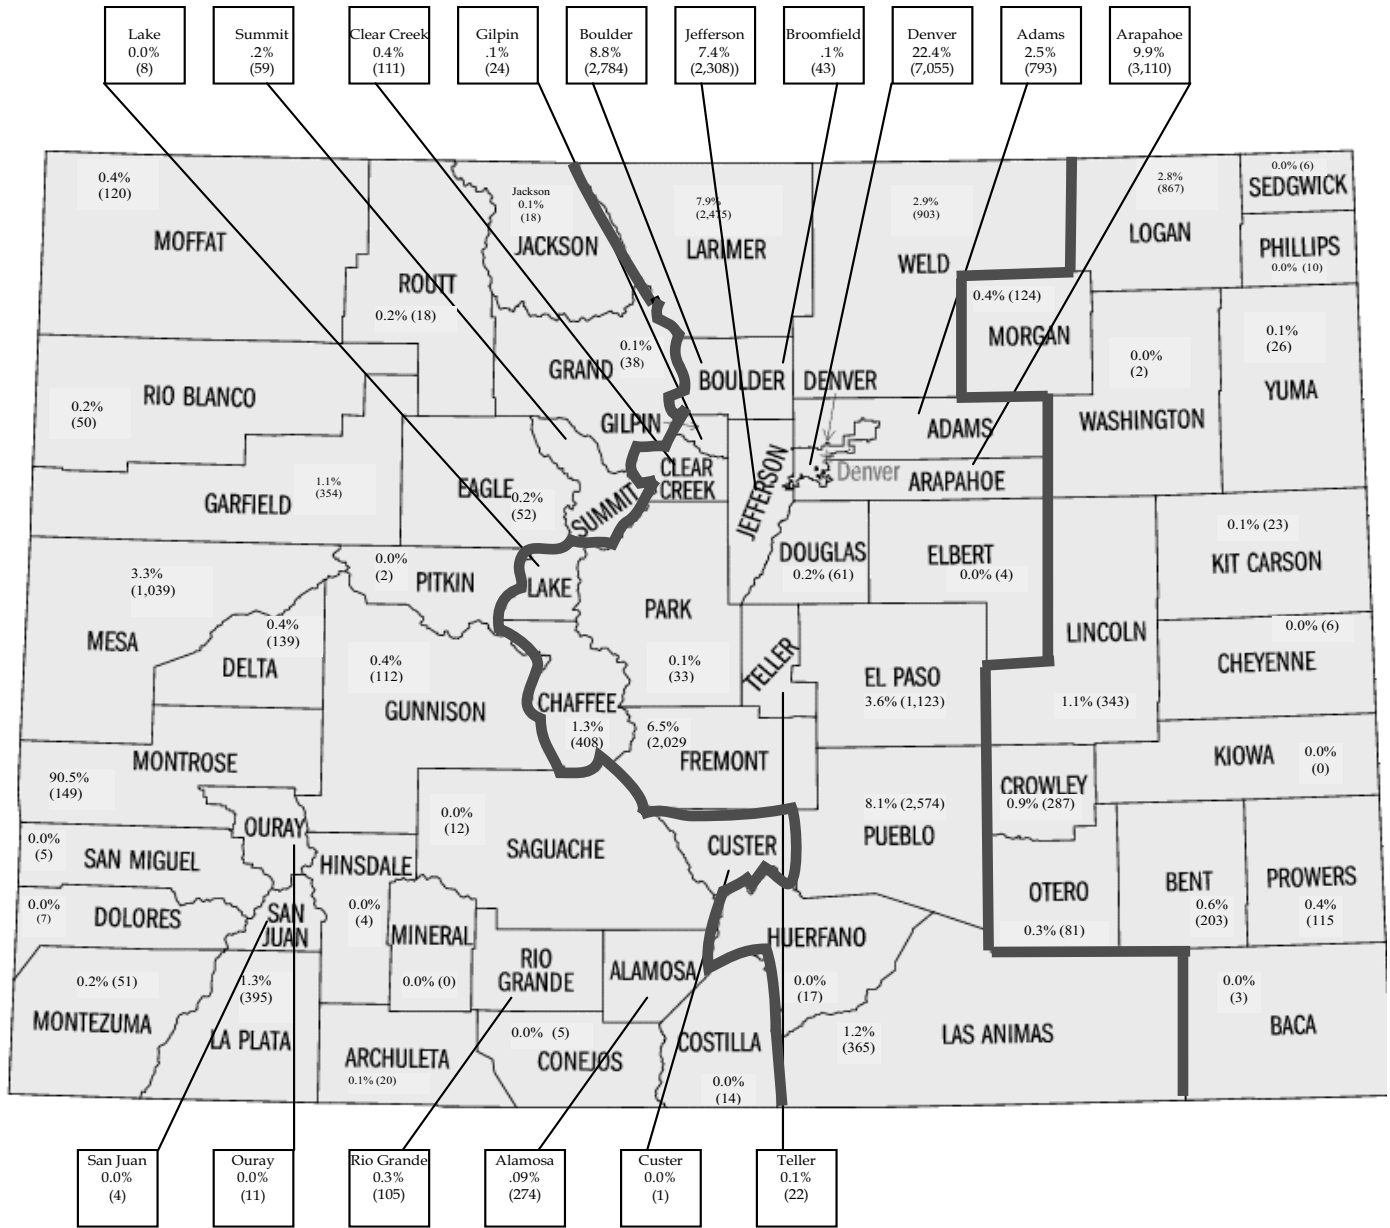 Lake
0.0%
(8)
Summit
.2%
(59)
Clear Creek
0.4%
(111)
Gilpin
.1%
(24)
Boulder
8.8%
(2,784)
Jefferson
7.4%
(2,308))
Broomfield
.1%
(43)
Denver
22.4%
(7,055)
Adams
2.5%
(793)
Arapahoe
9.9%
(3,110)
0.4%
(120)
MOFFAT
ROUTT
0.2% (18)
Jackson
0.1%
(18)
JACKSON
7.9%
(2,475)
LARIMER
2.9%
(903)
WELD
2.8%
(867)
LOGAN
0.0% (6)
SEDGWICK
PHILLIPS
0.0% (10)
0.4% (124)
MORGAN
0.0%
(2)
WASHINGTON
0.1%
(26)
YUMA
RIO BLANCO
0.2%
(50)
0.1%
(38)
GRAND
GILPIN
BOULDER
DENVER
ADAMS
Denver
ARAPAHOE
1.1%
(354)
GARFIELD
EAGLE
0.2%
(52)
SUMMIT
CLEAR
CREEK
JEFFERSON
DOUGLAS
0.2% (61)
ELBERT
0.0% (4)
0.1% (23)
KIT CARSON
3.3%
(1,039)
MESA
0.4%
(139)
DELTA
0.0%
(2)
PITKIN
LAKE
PARK
0.1%
(33)
TELLER
EL PASO
3.6% (1,123)
LINCOLN
1.1% (343)
0.0% (6)
CHEYENNE
0.4%
(112)
GUNNISON
CHAFFEE
1.3%
(408)
6.5%
(2,029
FREMONT
MONTROSE
90.5%
(149)
KIOWA
0.0%
(0)
CROWLEY
0.9% (287)
8.1% (2,574)
PUEBLO
OURAY
0.0%
(5)
SAN MIGUEL
HINSDALE
0.0%
(4)
0.0%
(12)
SAGUACHE
CUSTER
OTERO
0.3% (81)
BENT
0.6%
(203)
PROWERS
0.4%
(115
0.0%
(7)
DOLORES
SAN
JUAN
MINERAL
0.0% (0)
RIO
GRANDE
ALAMOSA
HUERFANO
0.0%
(17)
0.2% (51)
MONTEZUMA
1.3%
(395)
LA PLATA
ARCHULETA
0.1% (20)
0.0% (5)
CONEJOS
COSTILLA
0.0%
(14)
1.2%
(365)
LAS ANIMAS
0.0%
(3)
BACA
San Juan
0.0%
(4)
Ouray
0.0%
(11)
Rio Grande
0.3%
(105)
Alamosa
.09%
(274)
Custer
0.0%
(1)
Teller
0.1%
(22)